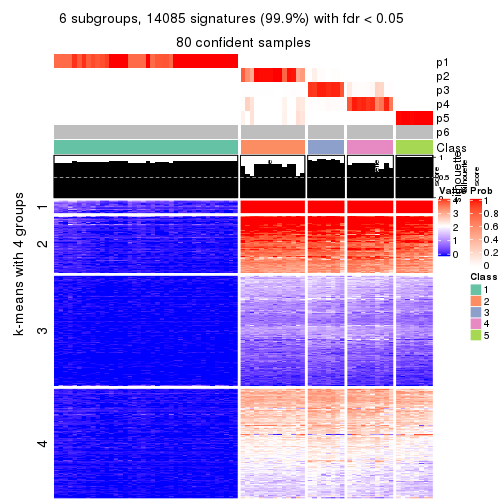 6 subgroups, 14085 signatures (99.9%) with fdr < 0.05
80 confident samples
p1
p2
p3
p4
p5
p6
Class
1
0.5
silhouette
score
Value
4
3
2
1
0
Prob
1
0.8
0.6
0.4
0.2
0
Class
1
2
3
4
5
k-means with 4 groups
1
2
3
4